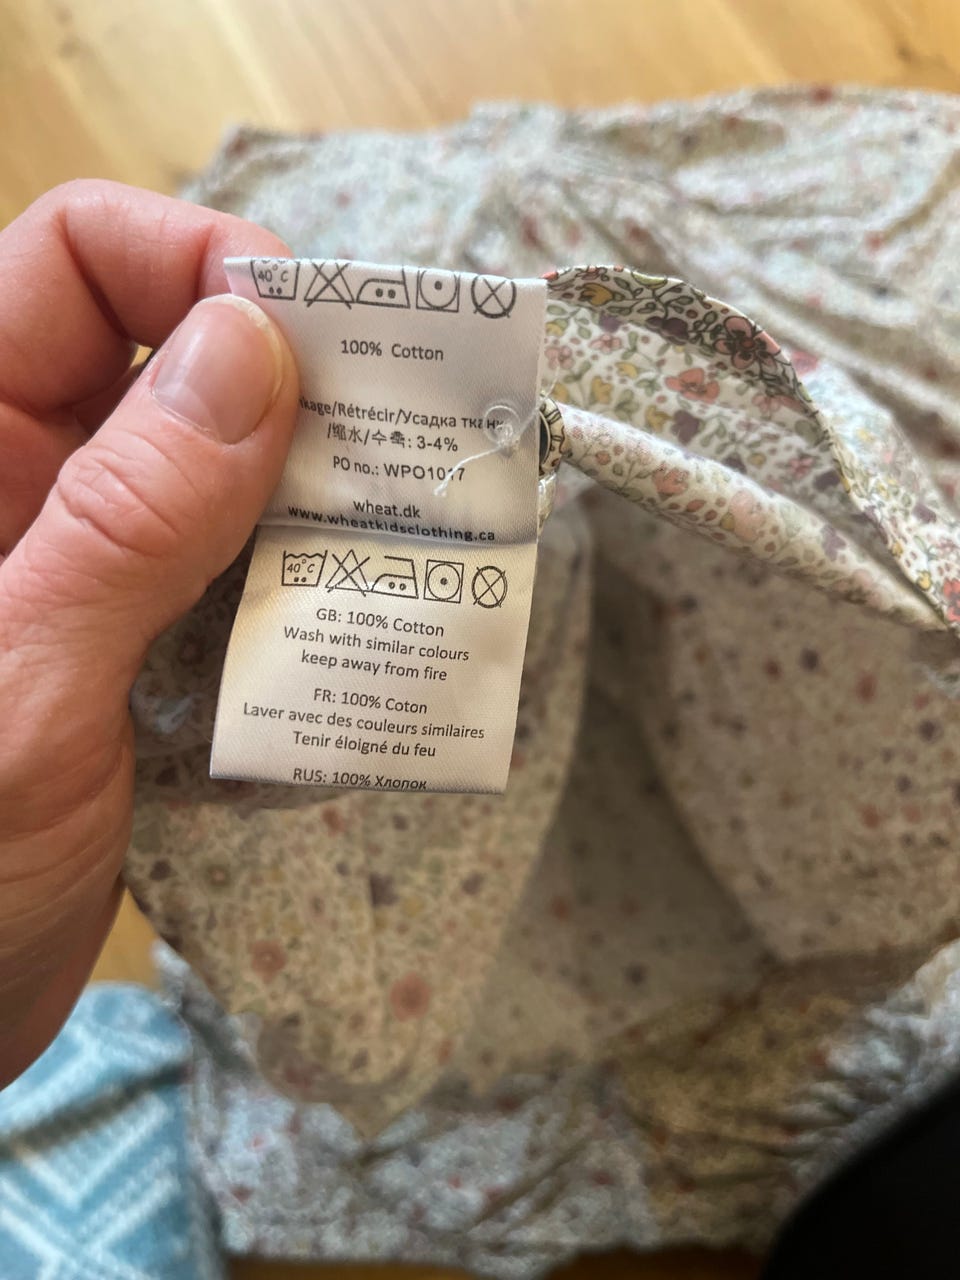 40°C
100% Cotton
/Rétrécir/Усадка ткани
/缩水/수축: 3-4%
PO no.: WPO1017
wheat.dk
www.wheatkidsclothing.ca
40°C
GB: 100% Cotton
Wash with similar colours
keep away from fire
FR: 100% Coton
Laver avec des couleurs similaires
Tenir éloigné du feu
RUS: 100% Хлопок